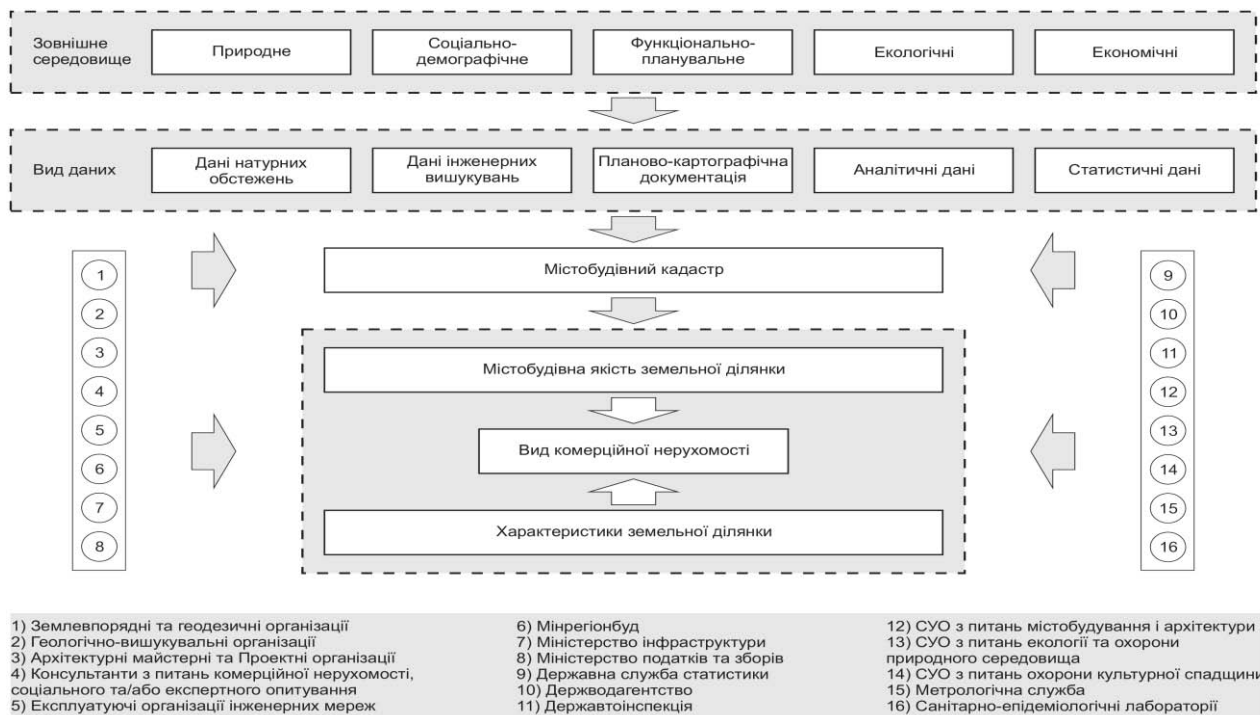 Зовнішнє
середовище
Природне
Соціально-
демографічне
Функціонально-
планувальне
Екологічні
Економічні
Вид даних
Дані натурних
обстежень
Дані інженерних
вишукувань
Планово-картографічна
документація
Аналітичні дані
Статистичні дані
Містобудівний кадастр
1
2
3
4
5
6
7
8
Містобудівна якість земельної ділянки
Вид комерційної нерухомості
Характеристики земельної ділянки
9
10
11
12
13
14
15
16
1) Землевпорядні та геодезичні організації
2) Геологічно-вишукувальні організації
3) Архітектурні майстерні та Проектні організації
4) Консультанти з питань комерційної нерухомості,
соціального та/або експертного опитування
5) Експлуатуючі організації інженерних мереж
6) Мінрегіонбуд
7) Міністерство інфраструктури
8) Міністерство податків та зборів
9) Державна служба статистики
10) Держводагентство
11) Державтоінспекція
12) СУО з питань містобудування і архітектури
13) СУО з питань екології та охорони
природного середовища
14) СУО з питань охорони культурної спадщини
15) Метрологічна служба
16) Санітарно-епідеміологічні лабораторії